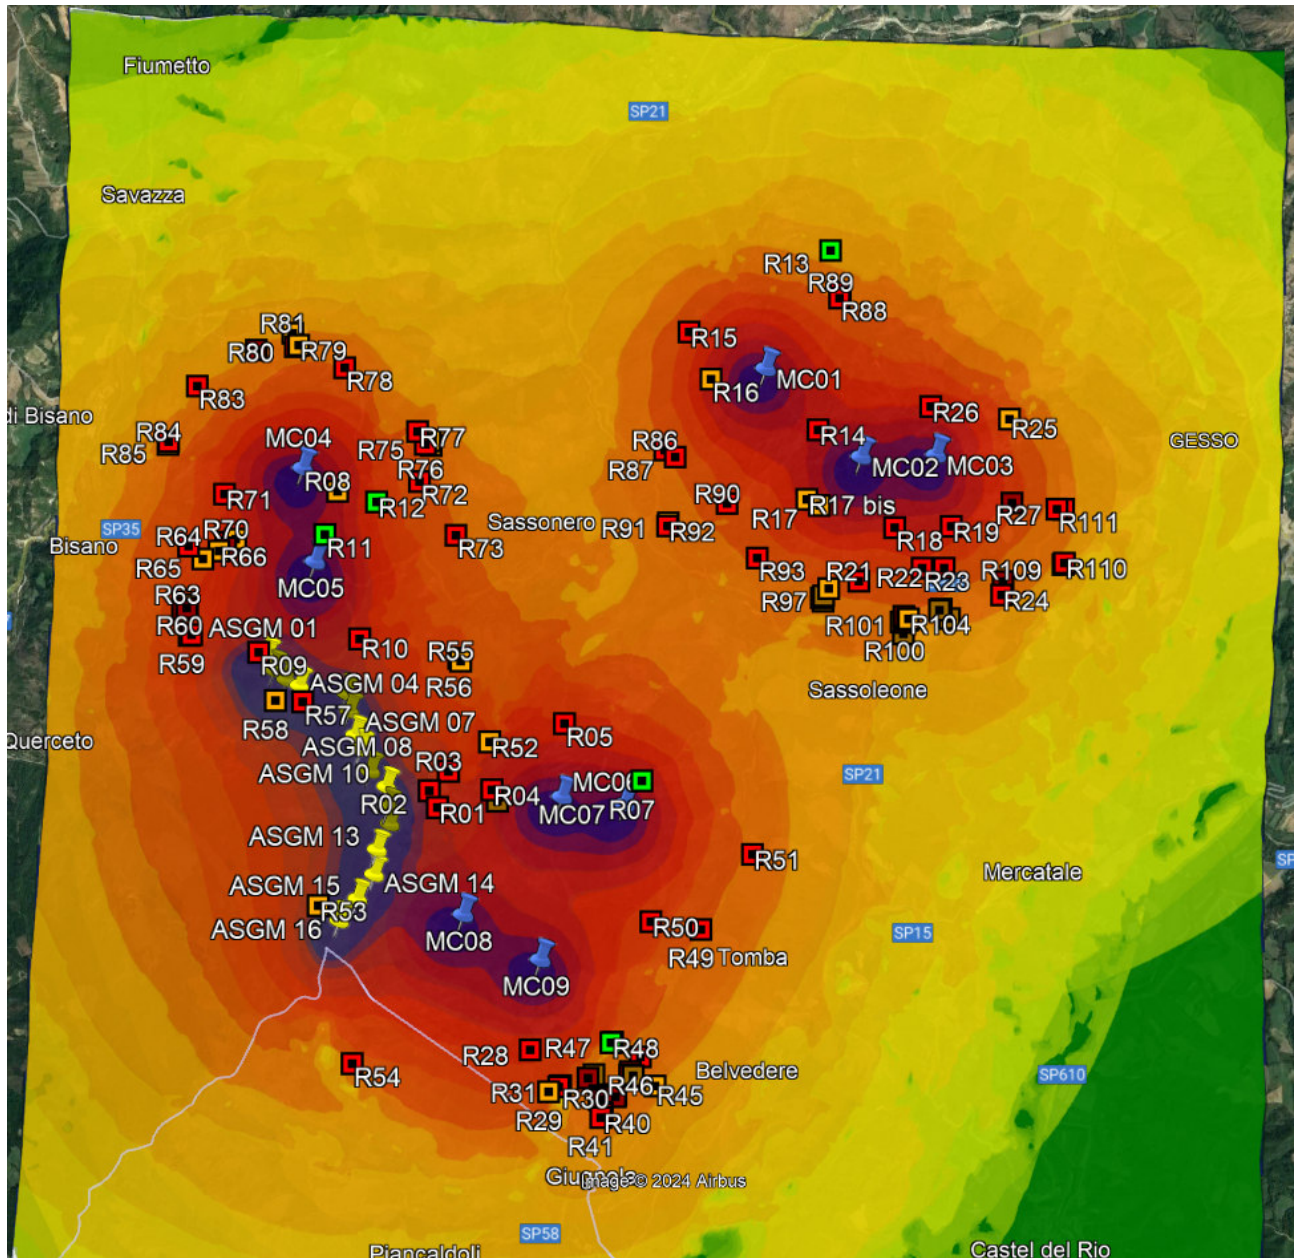 Fiumetto
SP21
Savazza
R13
R89
R88
R81
R80
R79
R15
R78
MC01
R16
R83
R26
di Bisano
R84
R85
MC04
R77
R75
R76
R86
R87
R14
R25
GESSO
MC02
MC03
R08
R72
R71
R12
R90
R17
R17 bis
R27
R111
SP35
R64
R70
Sassonero
R91
R92
R18
R19
Bisano
R11
R66
R65
R73
R93
R21
R22
R23
R109
R110
MC05
R63
R97
R24
R60
ASGM 01
R101
R104
R59
R09
R10
R55
R100
ASGM 04
R56
Sassoleone
R58
R57
ASGM 07
R05
Querceto
ASGM 08
R52
R03
ASGM 10
MC06
SP21
R02
R01
R04
MC07
R07
ASGM 13
R51
Mercatale
SP
ASGM 15
ASGM 14
R53
ASGM 16
MC08
R50
SP15
R49
Tomba
MC09
R28
R47
R48
R54
Belvedere
SP610
R31
R30
R46
R45
R29
R40
R41
Giugnola
Image © 2024 Airbus
SP58
Piancaldoli
Castel del Rio